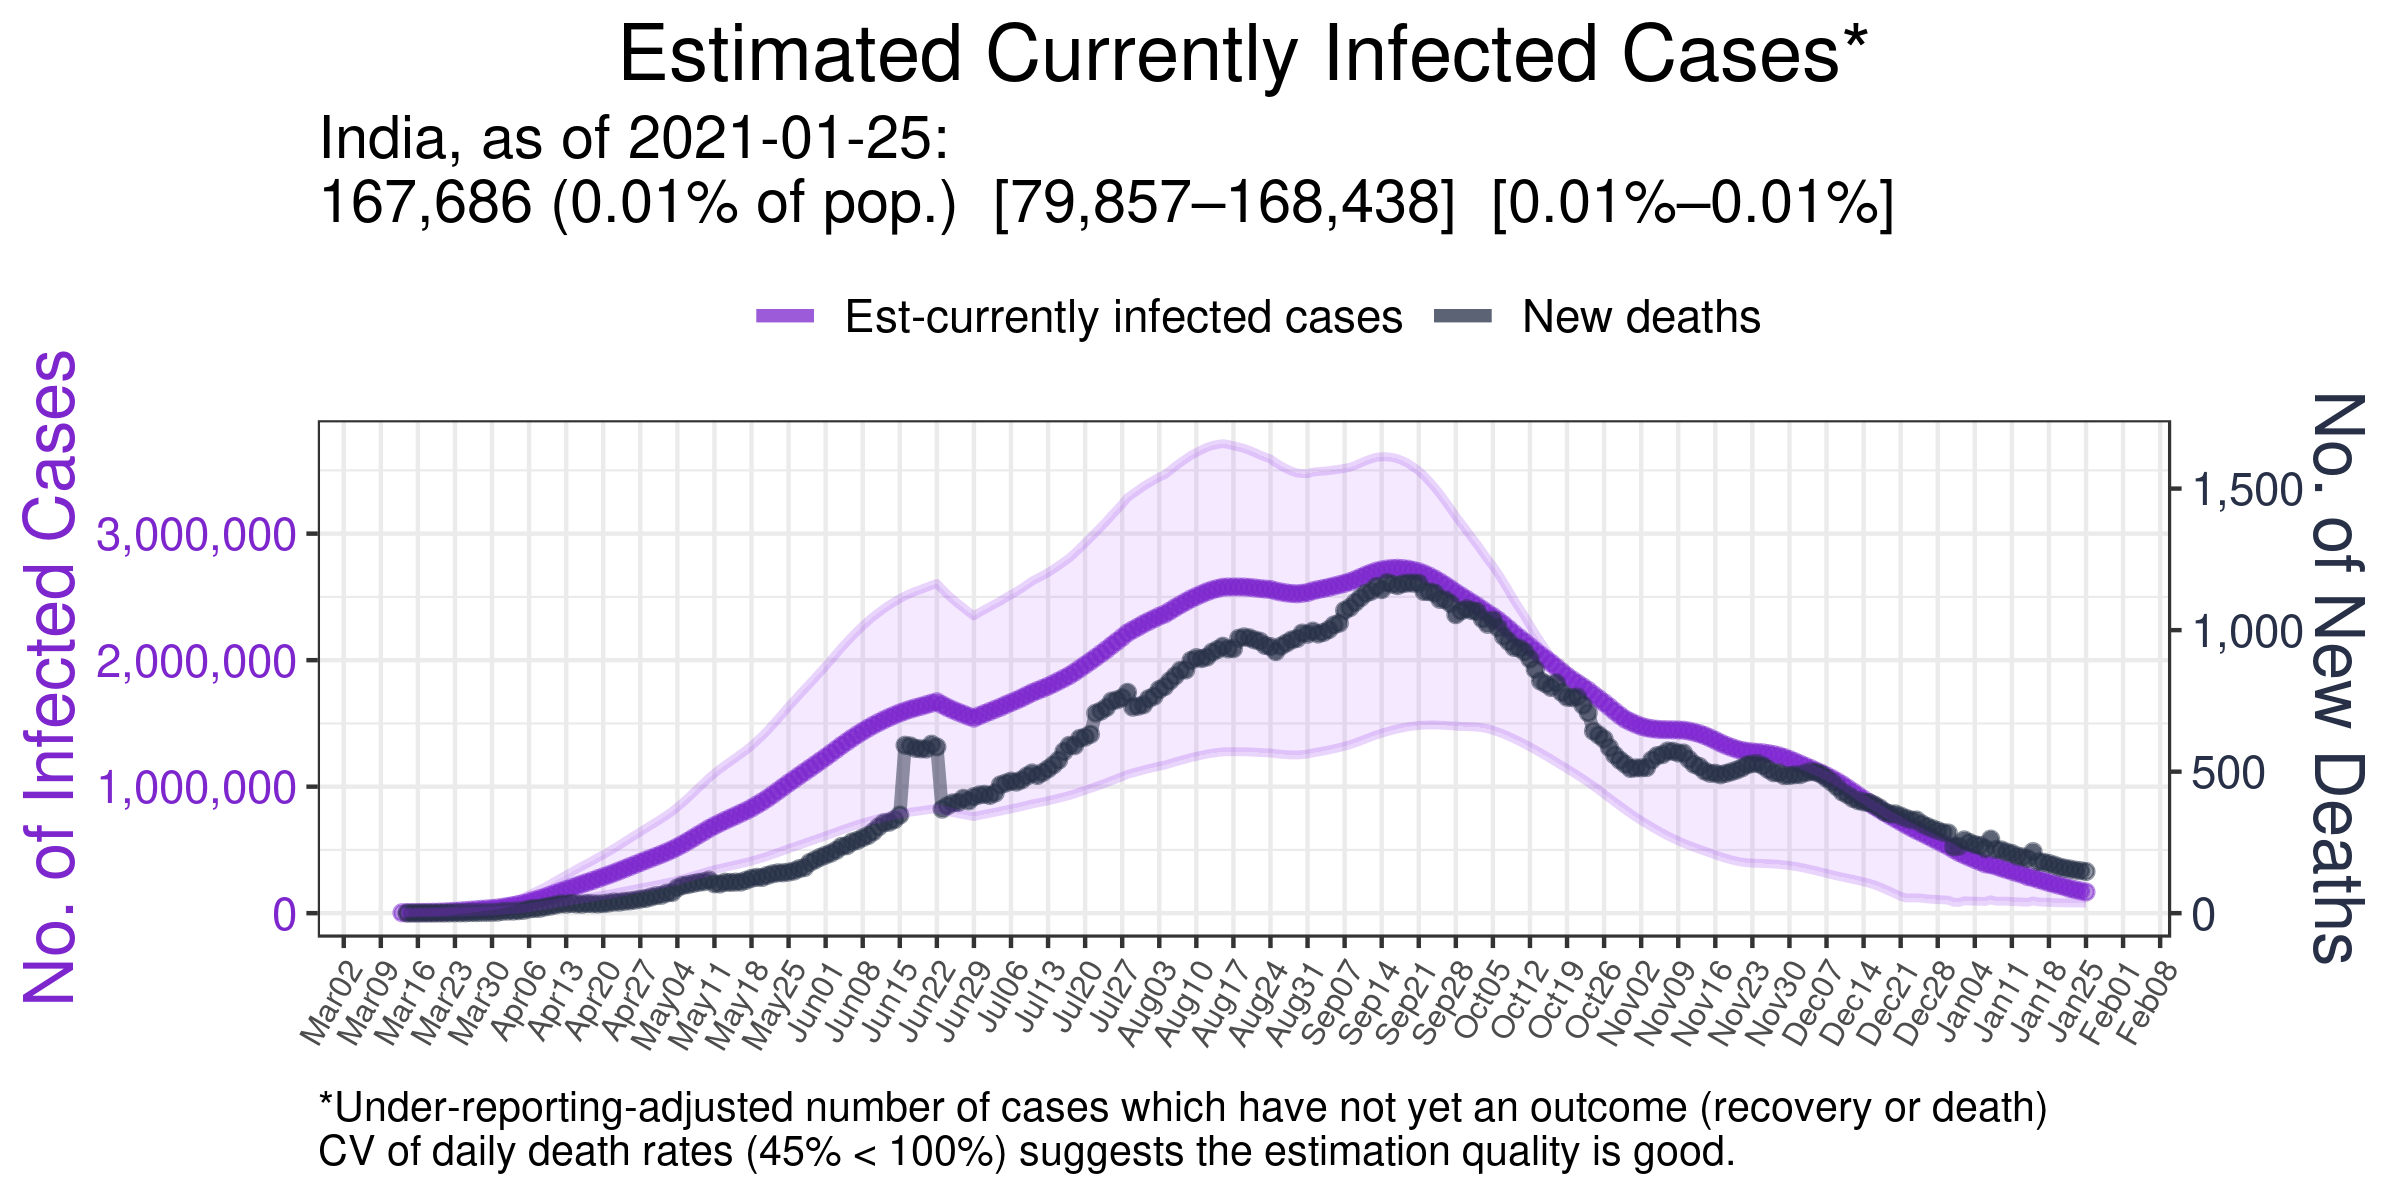 Estimated Currently Infected Cases*
India, as of 2021-01-25:
167,686 (0.01% of pop.) [79,857–168,438] [0.01%–0.01%]
Est-currently infected cases New deaths
No. of Infected Cases
3,000,000
2,000,000
1,000,000
0
1,500
1,000
500
0
No. of New Deaths
Mar02 Mar09 Mar16 Mar23 Mar30 Apr06 Apr13 Apr20 Apr27 May04 May11 May18 May25 Jun01 Jun08 Jun15 Jun22 Jun29 Jul06 Jul13 Jul20 Jul27 Aug03 Aug10 Aug17 Aug24 Aug31 Sep07 Sep14 Sep21 Sep28 Oct05 Oct12 Oct19 Oct26 Nov02 Nov09 Nov16 Nov23 Nov30 Dec07 Dec14 Dec21 Dec28 Jan04 Jan11 Jan18 Jan25 Feb01 Feb08
*Under-reporting-adjusted number of cases which have not yet an outcome (recovery or death)
CV of daily death rates (45% < 100%) suggests the estimation quality is good.